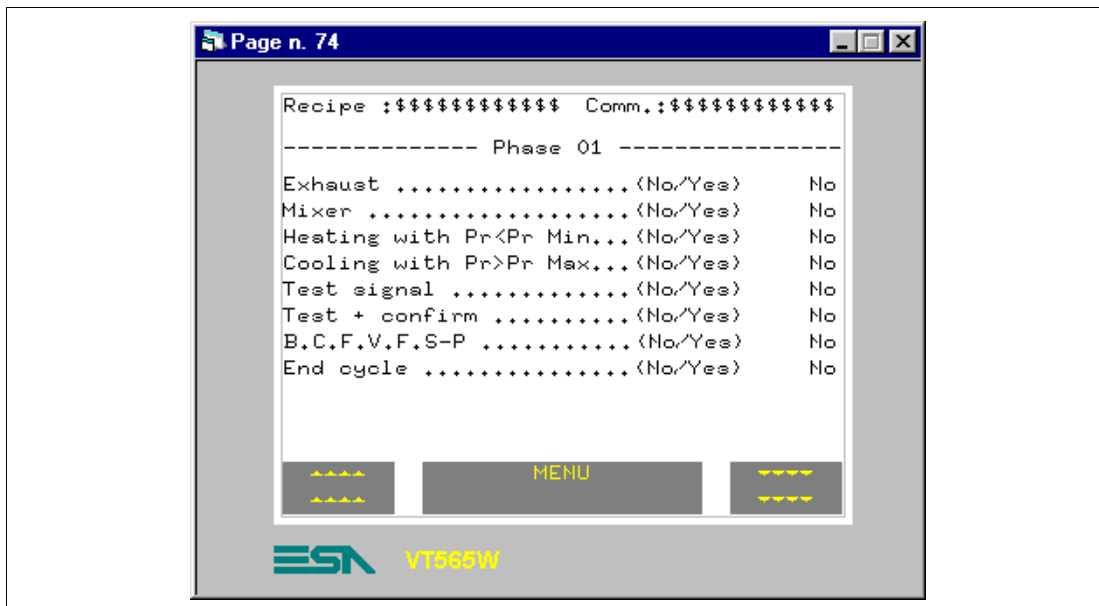 Page n. 74
Recipe :$$$$$$$$$$$$ Comm.:$$$$$$$$$$$$
-------------- Phase 01 ----------------
Exhaust .................(No/Yes) No
Mixer ...................(No/Yes) No
Heating with Pr<Pr Min...(No/Yes) No
Cooling with Pr>Pr Max...(No/Yes) No
Test signal .............(No/Yes) No
Test + confirm ..........(No/Yes) No
B.C.F.V.F.S-P ...........(No/Yes) No
End cycle ...............(No/Yes) No
MENU
ESA VT565W